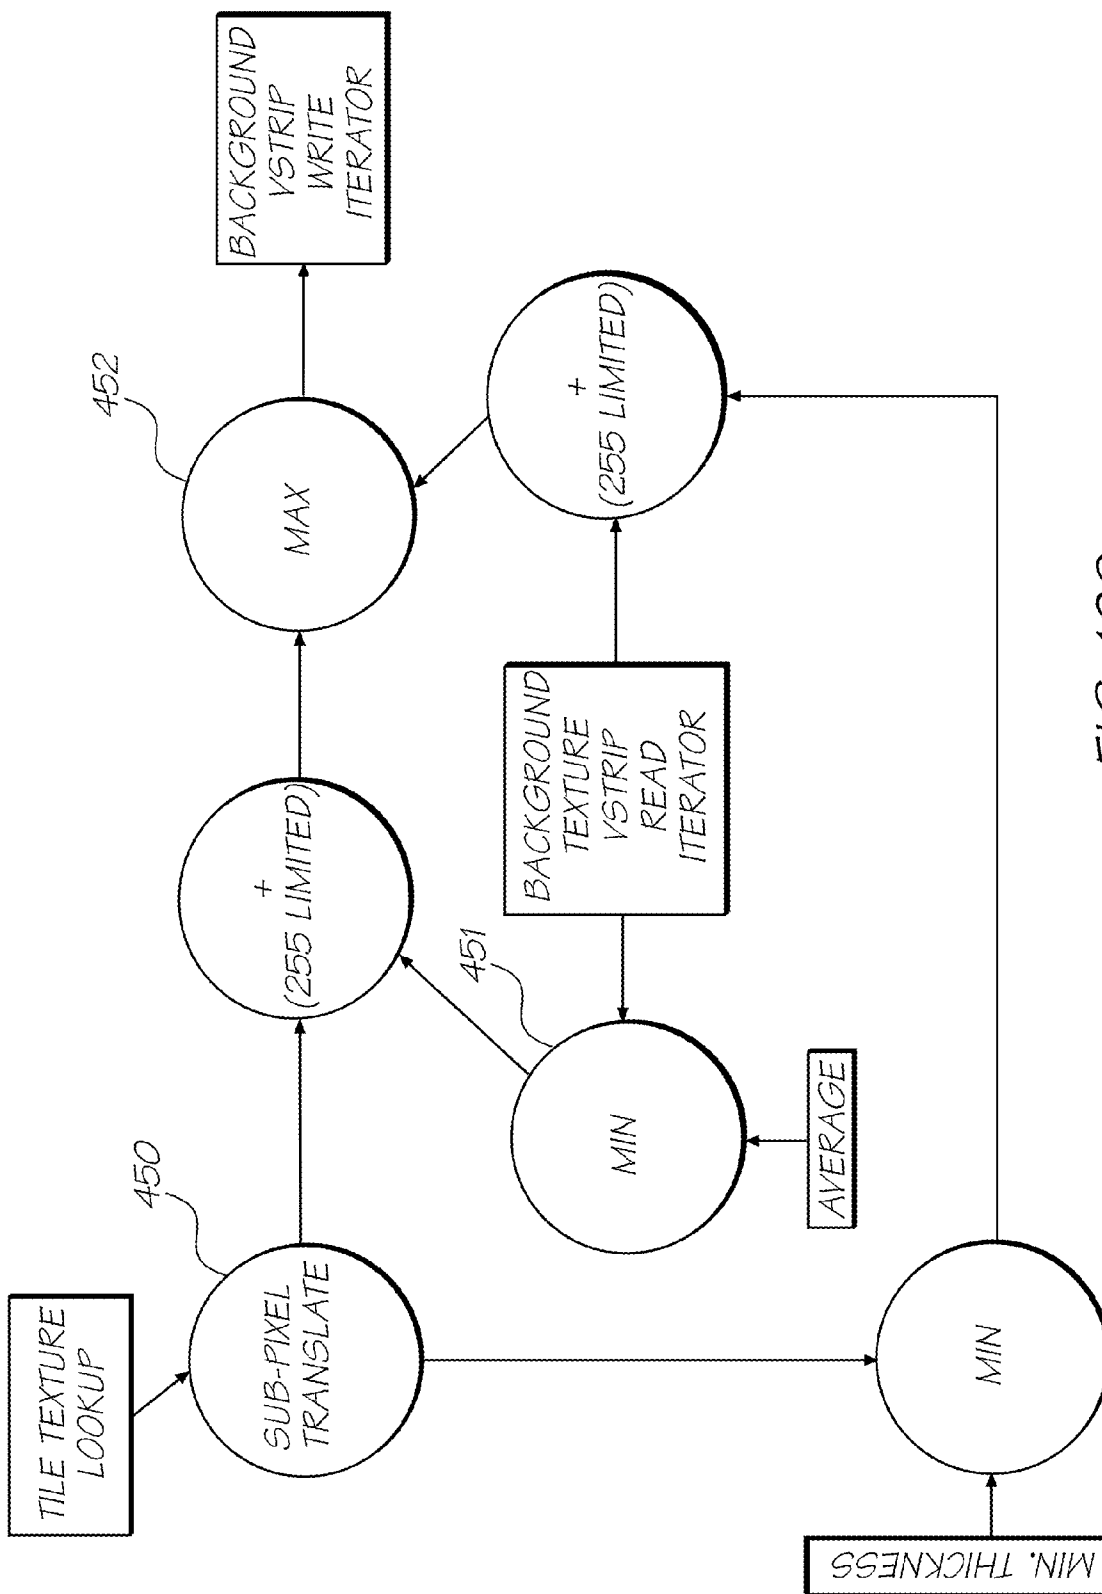 TILE TEXTURE
LOOKUP
450
452
SUB-PIXEL
TRANSLATE
+
(255 LIMITED)
MAX
BACKGROUND
VSTRIP
WRITE
ITERATOR
451
MIN
BACKGROUND
TEXTURE
VSTRIP
READ
ITERATOR
+
(255 LIMITED)
AVERAGE
MIN. THICKNESS
MIN
FIG.